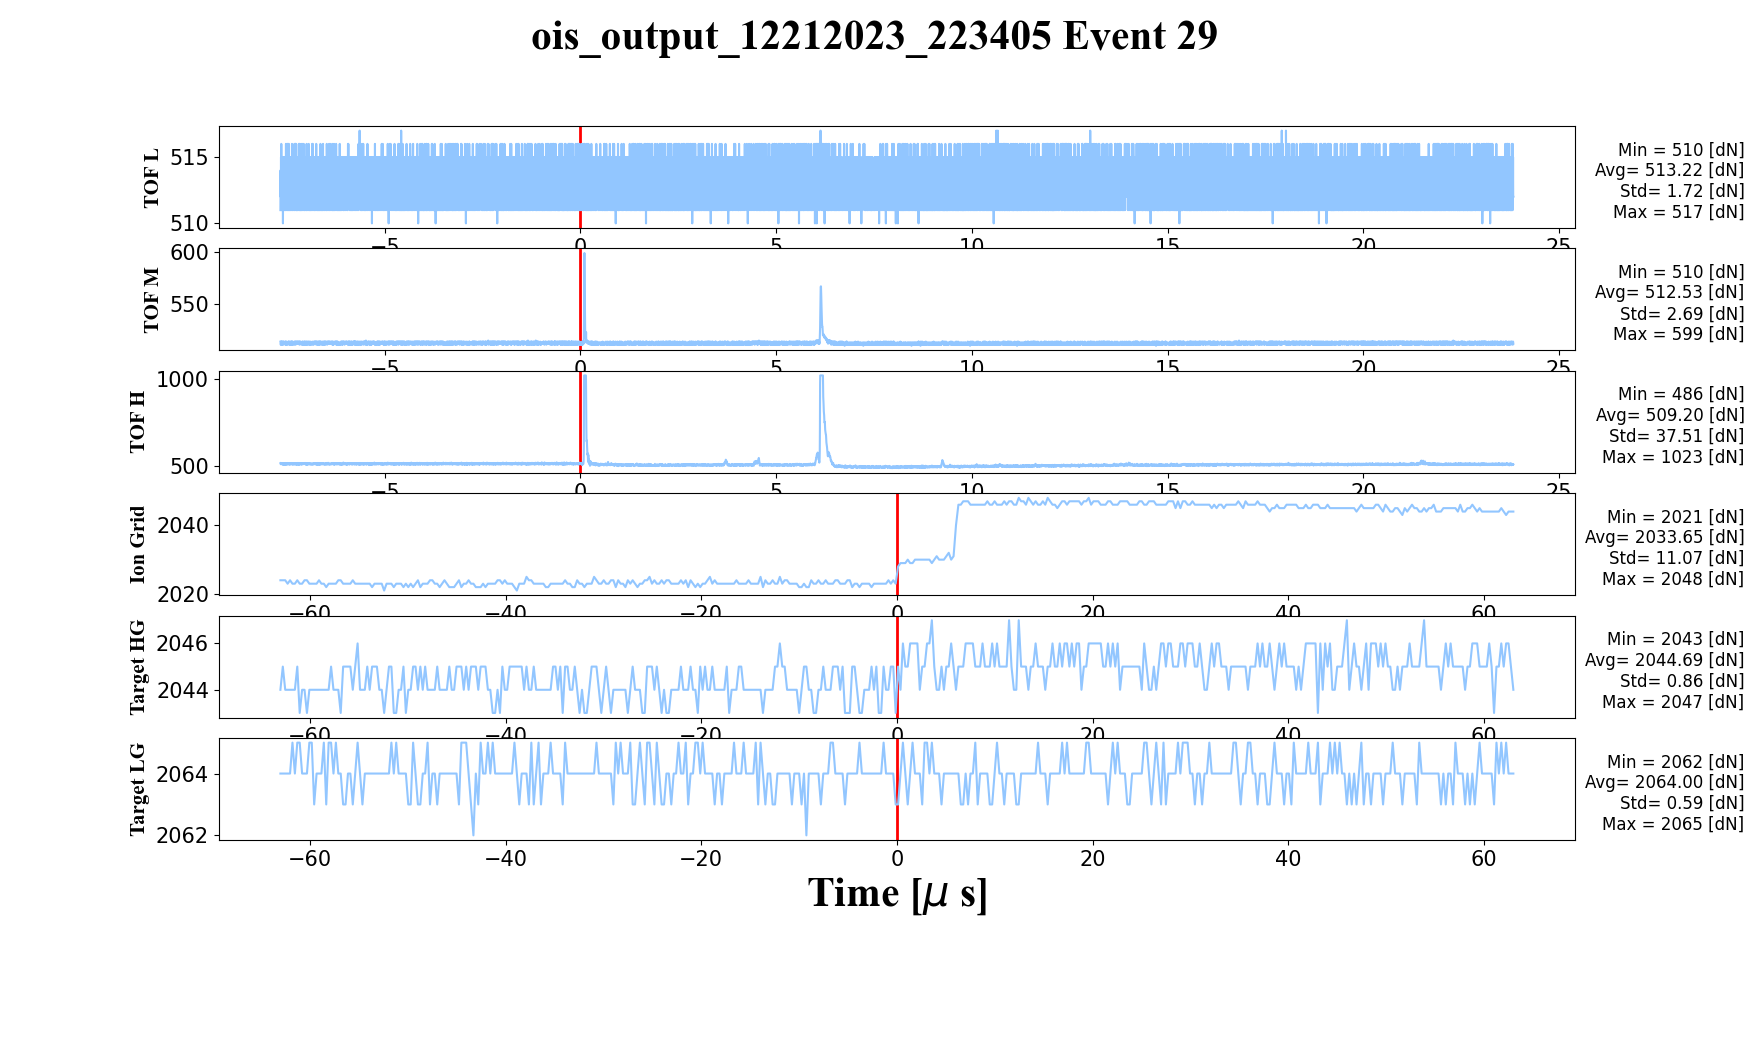 ois_output_12212023_223405 Event 29
TOF L
515
510
−5 0 5 10 15 20 25
Min = 510 [dN]
Avg= 513.22 [dN]
Std= 1.72 [dN]
Max = 517 [dN]
TOF M
600
550
−5 0 5 10 15 20 25
Min = 510 [dN]
Avg= 512.53 [dN]
Std= 2.69 [dN]
Max = 599 [dN]
TOF H
1000
500
−5 0 5 10 15 20 25
Min = 486 [dN]
Avg= 509.20 [dN]
Std= 37.51 [dN]
Max = 1023 [dN]
Ion Grid
2040
2020
−60 −40 −20 0 20 40 60
Min = 2021 [dN]
Avg= 2033.65 [dN]
Std= 11.07 [dN]
Max = 2048 [dN]
Target HG
2046
2044
−60 −40 −20 0 20 40 60
Min = 2043 [dN]
Avg= 2044.69 [dN]
Std= 0.86 [dN]
Max = 2047 [dN]
Target LG
2064
2062
−60 −40 −20 0 20 40 60
Min = 2062 [dN]
Avg= 2064.00 [dN]
Std= 0.59 [dN]
Max = 2065 [dN]
Time [μ s]